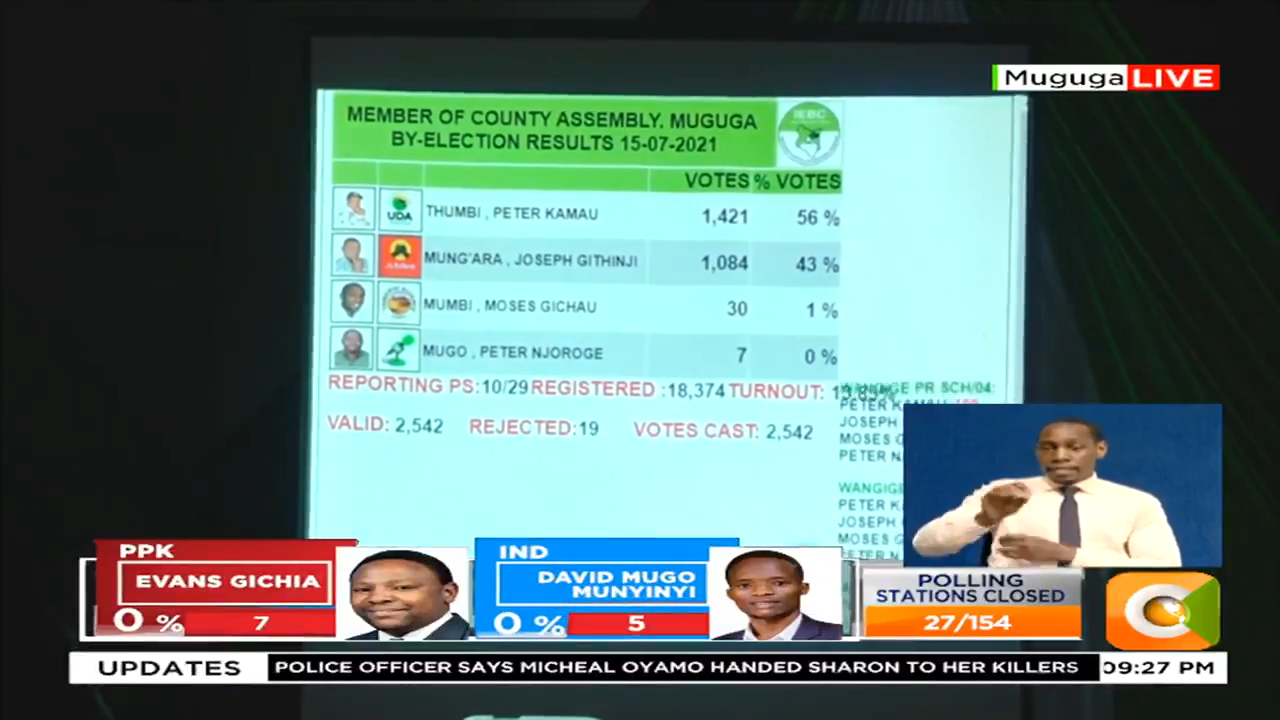 Muguga LIVE
MEMBER OF COUNTY ASSEMBLY, MUGUGA
BY-ELECTION RESULTS 15-07-2021
IEBC
VOTES % VOTES
UDA THUMBI , PETER KAMAU 1,421 56 %
MUNG'ARA , JOSEPH GITHINJI 1,084 43 %
MUMBI , MOSES GICHAU 30 1 %
MUGO , PETER NJOROGE 7 0 %
REPORTING PS:10/29 REGISTERED :18,374 TURNOUT:
VALID: 2,542 REJECTED:19 VOTES CAST: 2,542
PR SCH/04:
PETER
JOSEPH
MOSES
PETER
PETER
JOSEPH
MOSES
PPK
EVANS GICHIA
0 % 7
IND
DAVID MUGO
MUNYINYI
0 % 5
POLLING
STATIONS CLOSED
27/154
UPDATES POLICE OFFICER SAYS MICHEAL OYAMO HANDED SHARON TO HER KILLERS 09:27 PM